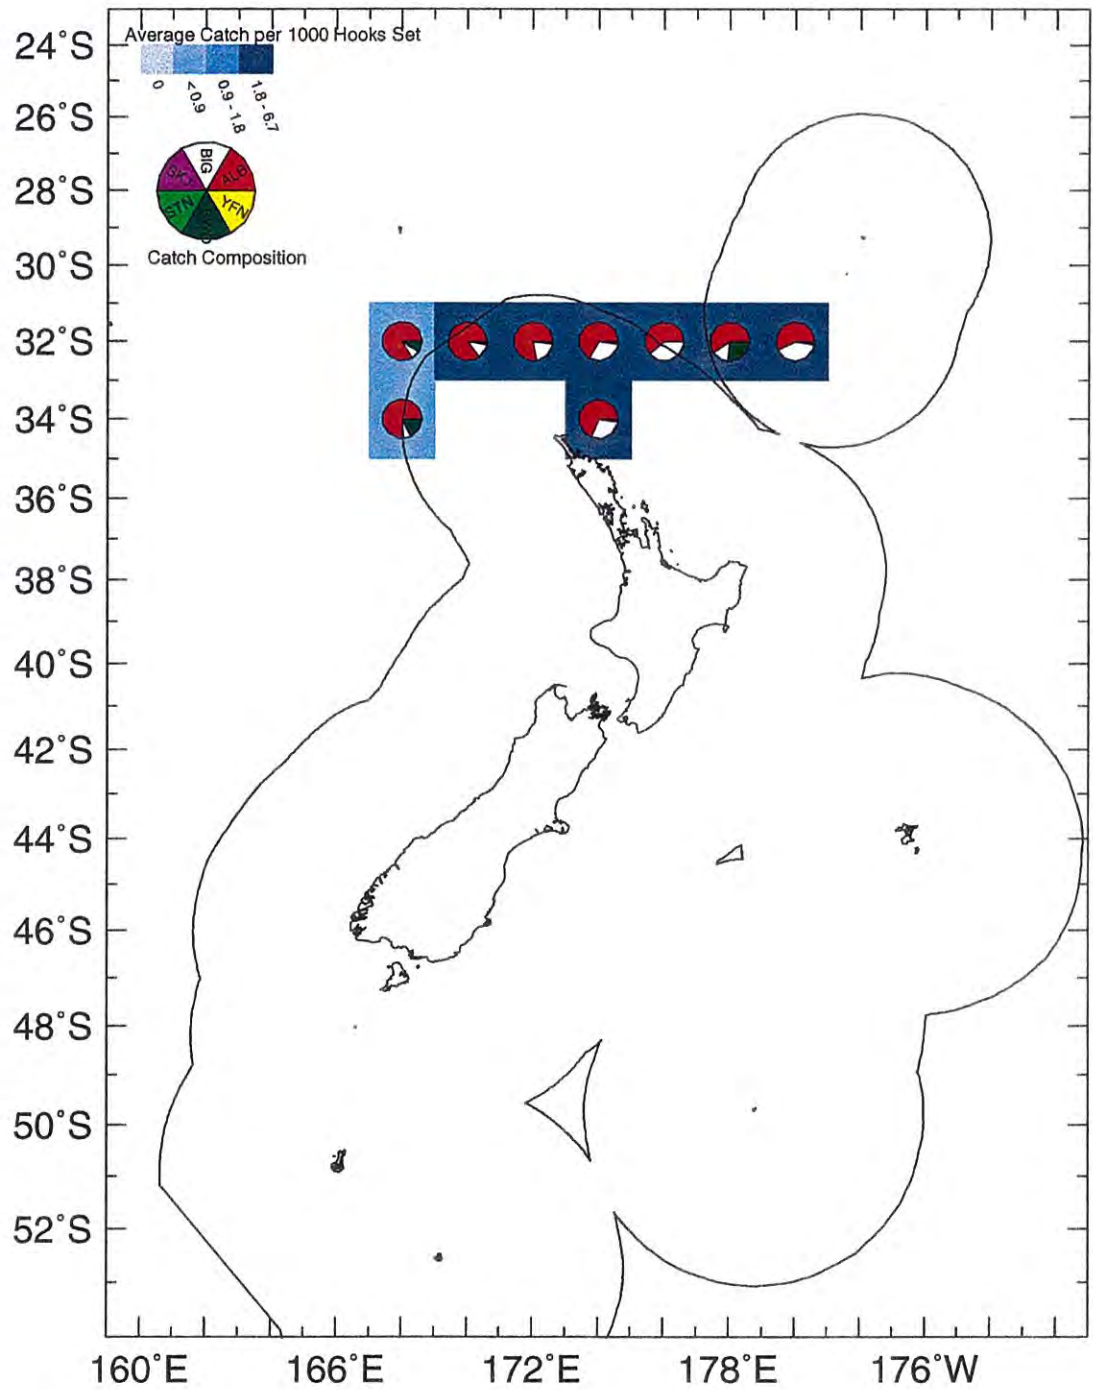 Average Catch per 1000 Hooks Set
0
<0.9
0.9 - 1.8
1.8 - 6.7
BIG
ALB
YFN
STN
SKJ
Catch Composition
24°S
26°S
28°S
30°S
32°S
34°S
36°S
38°S
40°S
42°S
44°S
46°S
48°S
50°S
52°S
160°E
166°E
172°E
178°E
176°W